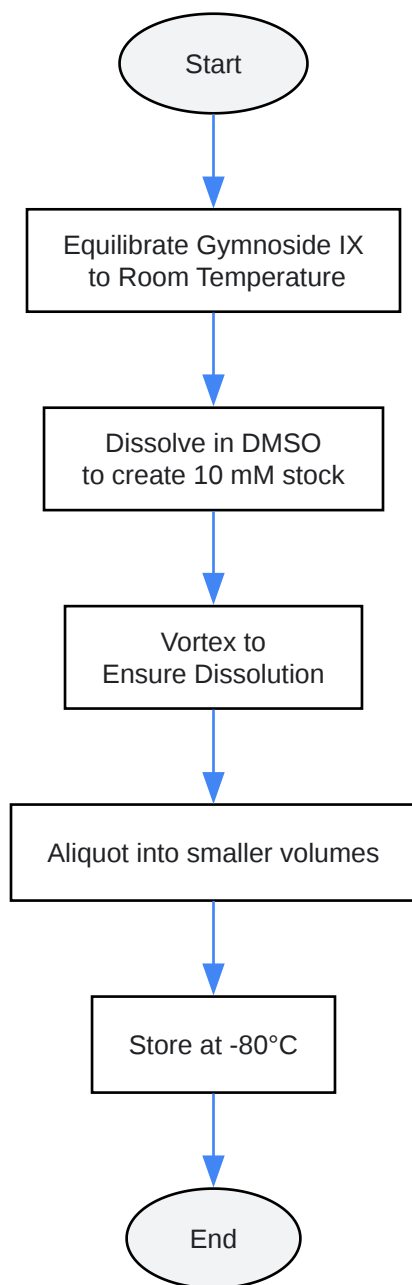 Start
Equilibrate Gymnoside IX
to Room Temperature
Dissolve in DMSO
to create 10 mM stock
Vortex to
Ensure Dissolution
Aliquot into smaller volumes
Store at -80°C
End